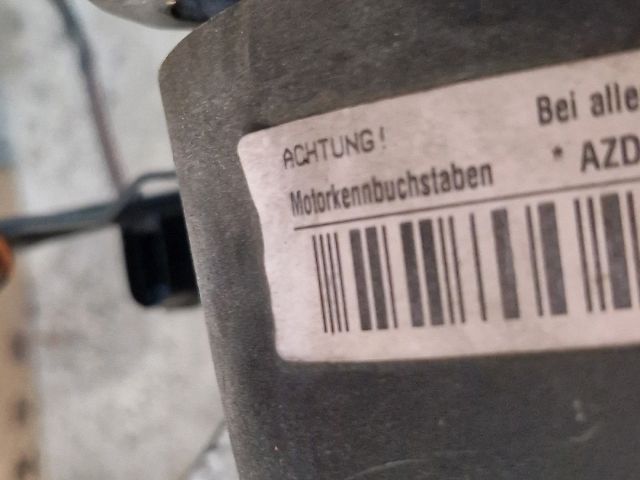 ACHTUNG! Bei alle
Motorkennbuchstaben * AZD